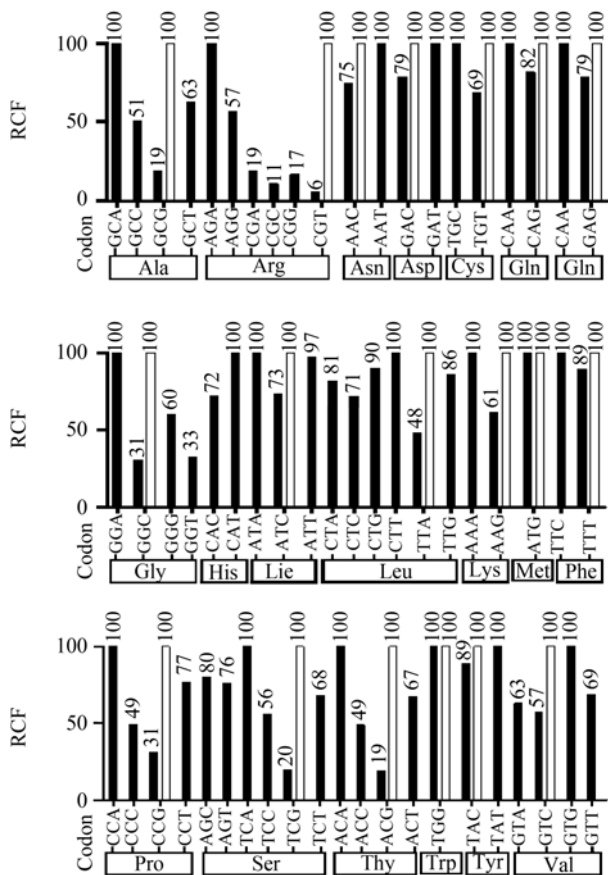 100 51 19 100 63 100 57 19 11 17 6 100 75 100 100 79 100 100 69 100 100 82 100 100 79 100
RCF
100
50
0
Codon GCA GCC GCG GCT AGA AGG CGA CGC CGG CGT AAC AAT GAC GAT TGC TGT CAA CAG CAA GAG
Ala Arg Asn Asp Cys Gln Gln
100 31 100 60 33 72 100 100 73 100 97 81 71 90 100 48 100 86 100 61 100 100 100 100 89
RCF
100
50
0
Codon GGA GGC GGG GGT CAC CAT ATA ATC ATT CTA CTC CTG CTT TTA TTG AAA AAG ATG TTC TTT
Gly His Lie Leu Lys Met Phe
100 49 31 100 77 80 76 100 56 20 100 68 100 49 19 100 67 100 100 89 100 100 63 57 100 100 69
RCF
100
50
0
Codon CCA CCC CCG CCT AGC AGT TCA TCC TCG TCT ACA ACC ACG ACT TGG TAC TAT GTA GTC GTG GTT
Pro Ser Thy Trp Tyr Val